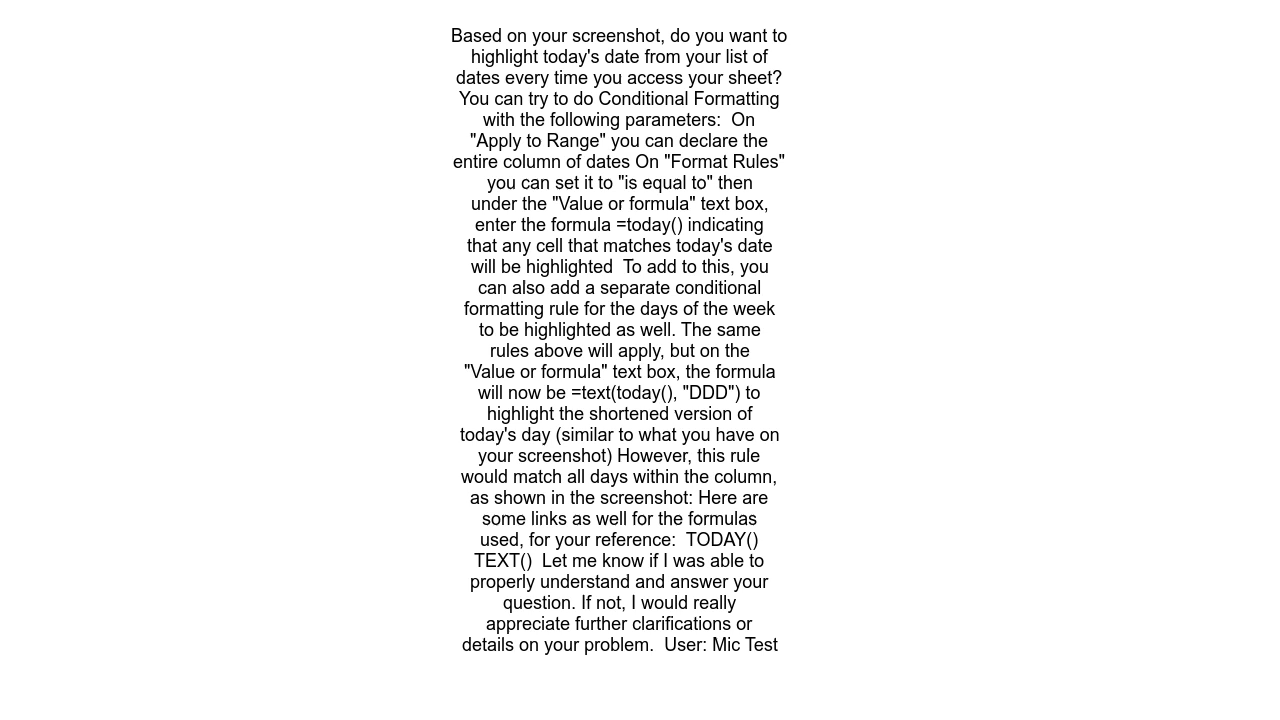 Based on your screenshot, do you want to
highlight today's date from your list of
dates every time you access your sheet?
You can try to do Conditional Formatting
with the following parameters:  On
"Apply to Range" you can declare the
entire column of dates On "Format Rules"
you can set it to "is equal to" then
under the "Value or formula" text box,
enter the formula =today() indicating
that any cell that matches today's date
will be highlighted  To add to this, you
can also add a separate conditional
formatting rule for the days of the week
to be highlighted as well. The same
rules above will apply, but on the
"Value or formula" text box, the formula
will now be =text(today(), "DDD") to
highlight the shortened version of
today's day (similar to what you have on
your screenshot) However, this rule
would match all days within the column,
as shown in the screenshot: Here are
some links as well for the formulas
used, for your reference:  TODAY()
TEXT()  Let me know if I was able to
properly understand and answer your
question. If not, I would really
appreciate further clarifications or
details on your problem.  User: Mic Test